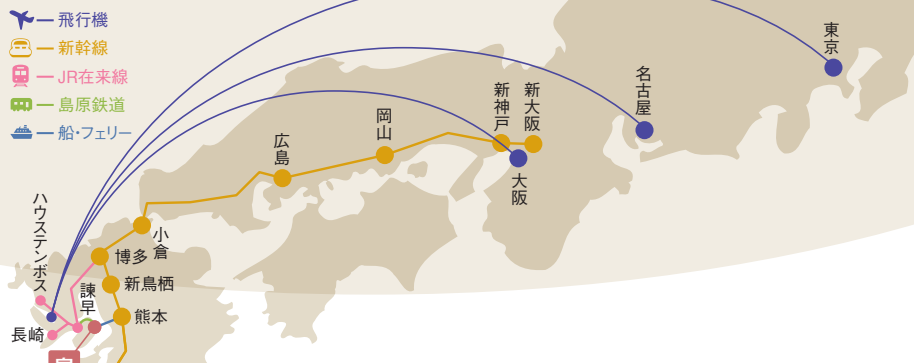 飛行機
新幹線
JR在来線
島原鉄道
船・フェリー
東京
名古屋
新大阪
新神戸
大阪
岡山
広島
小倉
博多
新鳥栖
熊本
ハウステンボス
諫早
長崎